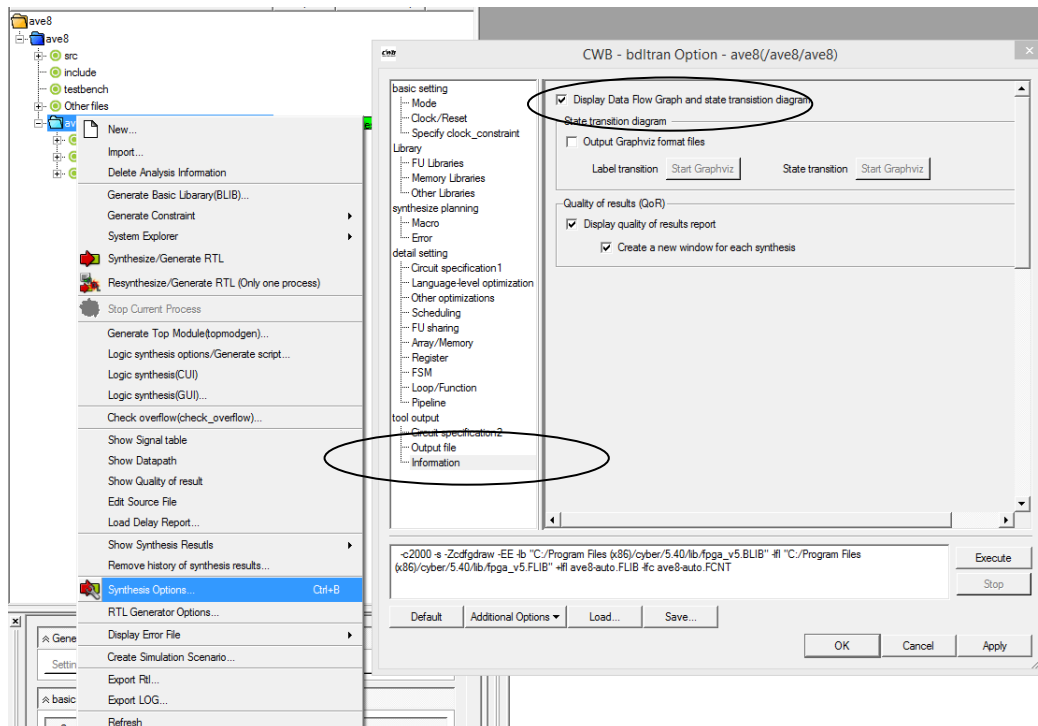 ave8
ave8
src
include
testbench
Other files
New...
Import...
Delete Analysis Information
Generate Basic Libarary(BLIB)...
Generate Constraint
System Explorer
Synthesize/Generate RTL
Resynthesize/Generate RTL (Only one process)
Stop Current Process
Generate Top Module(topmodgen)...
Logic synthesis options/Generate script...
Logic synthesis(CUI)
Logic synthesis(GUI)...
Check overflow(check_overflow)...
Show Signal table
Show Datapath
Show Quality of result
Edit Source File
Load Delay Report...
Show Synthesis Resutls
Remove history of synthesis results...
Synthesis Options... Ctrl+B
RTL Generator Options...
Display Error File
Create Simulation Scenario...
Export Rtl...
Export LOG...
Refresh
CWB
CWB - bdltran Option - ave8(/ave8/ave8)
basic setting
Mode
Clock/Reset
Specify clock_constraint
Library
FU Libraries
Memory Libraries
Other Libraries
synthesize planning
Macro
Error
detail setting
Circuit specification1
Language-level optimization
Other optimizations
Scheduling
FU sharing
Array/Memory
Register
FSM
Loop/Function
Pipeline
tool output
Circuit specification2
Output file
Information
Display Data Flow Graph and state transistion diagram
State transition diagram
Output Graphviz format files
Label transition Start Graphviz State transition Start Graphviz
Quality of results (QoR)
Display quality of results report
Create a new window for each synthesis
-c2000 -s -Zcdfgdraw -EE -lb "C:/Program Files (x86)/cyber/5.40/lib/fpga_v5.BLIB" -lfl "C:/Program Files
(x86)/cyber/5.40/lib/fpga_v5.FLIB" +lfl ave8-auto.FLIB -lfc ave8-auto.FCNT
Execute
Stop
Default Additional Options Load... Save...
OK Cancel Apply